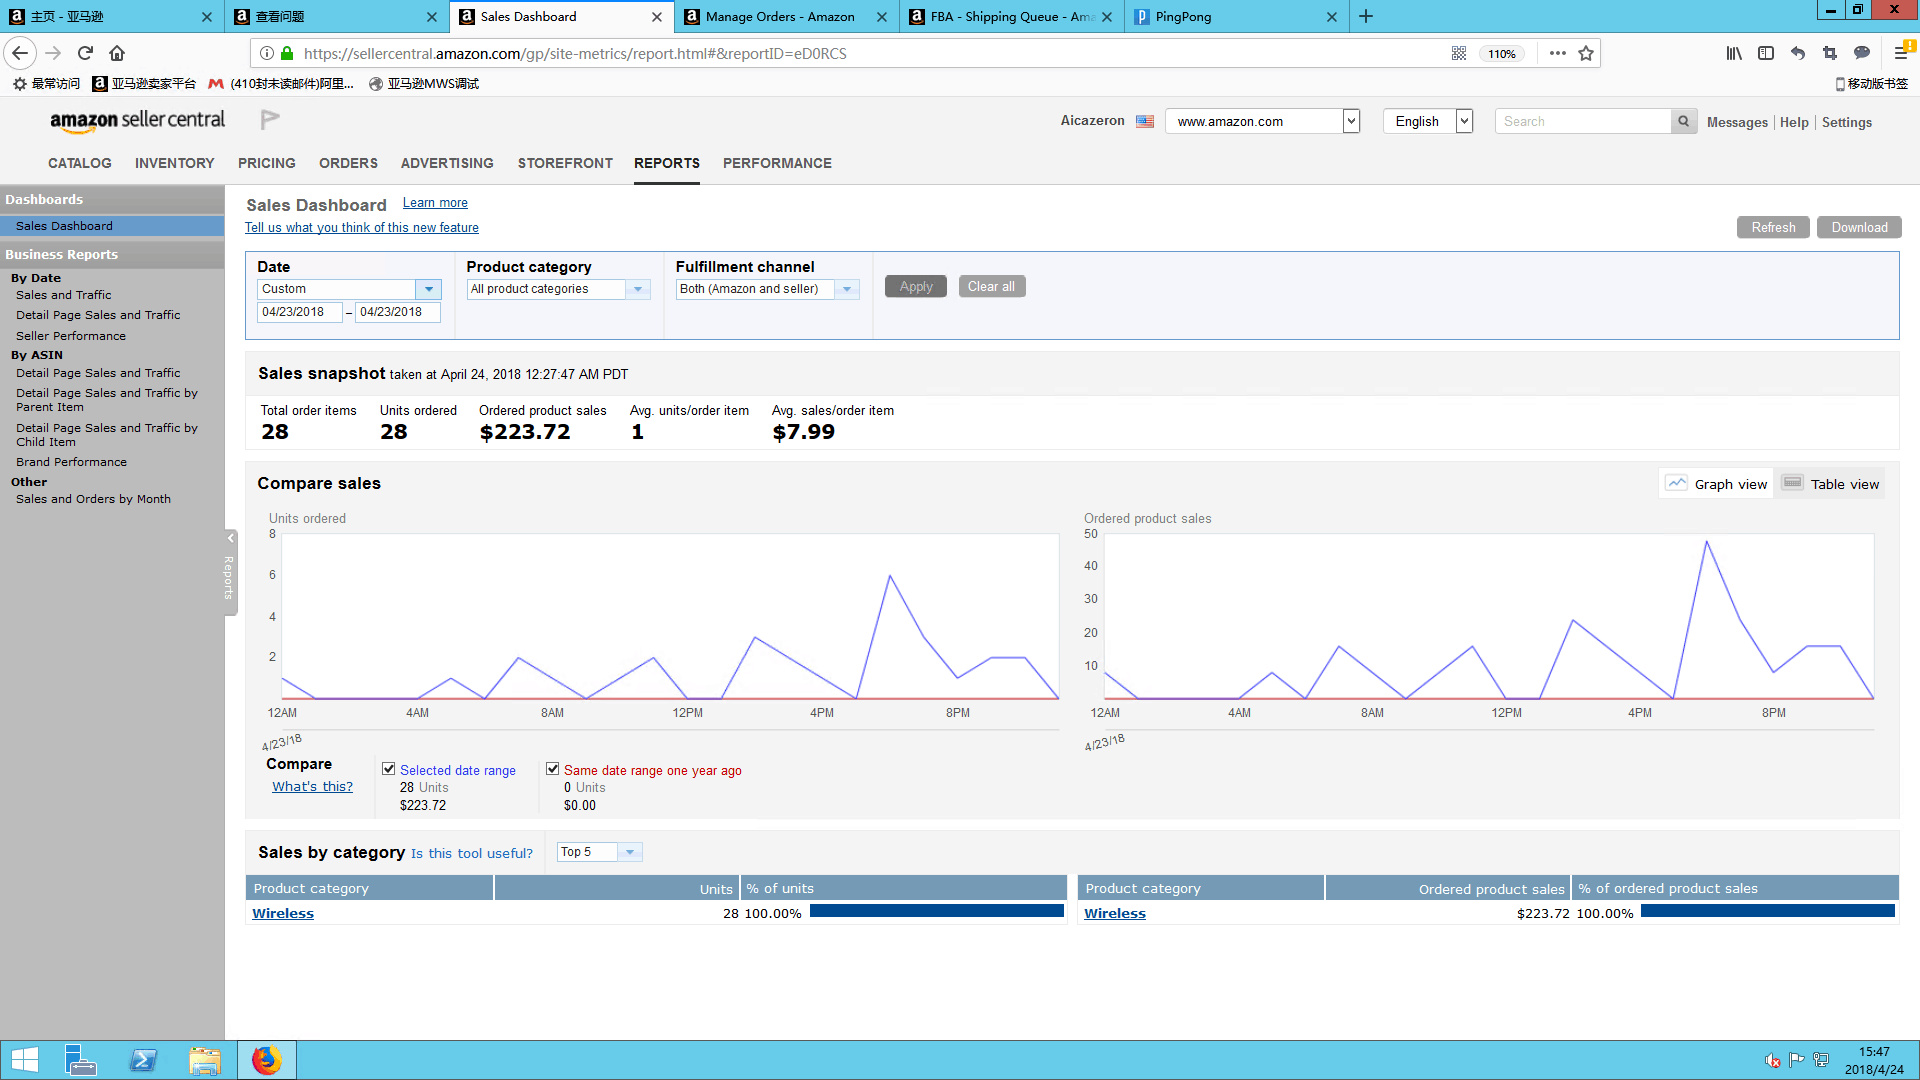 主页 - 亚马逊
查看问题
Sales Dashboard
Manage Orders - Amazon
FBA - Shipping Queue - Ama
PingPong
https://sellercentral.amazon.com/gp/site-metrics/report.html#&reportID=eD0RCS
110%
最常访问
亚马逊卖家平台
(410封未读邮件)阿里...
亚马逊MWS调试
移动版书签
amazon seller central
Aicazeron
www.amazon.com
English
Search
Messages | Help | Settings
CATALOG INVENTORY PRICING ORDERS ADVERTISING STOREFRONT REPORTS PERFORMANCE
Dashboards
Sales Dashboard
Business Reports
By Date
Sales and Traffic
Detail Page Sales and Traffic
Seller Performance
By ASIN
Detail Page Sales and Traffic
Detail Page Sales and Traffic by
Parent Item
Detail Page Sales and Traffic by
Child Item
Brand Performance
Other
Sales and Orders by Month
Reports
Sales Dashboard Learn more
Tell us what you think of this new feature
Refresh
Download
Date
Custom
04/23/2018 – 04/23/2018
Product category
All product categories
Fulfillment channel
Both (Amazon and seller)
Apply
Clear all
Sales snapshot taken at April 24, 2018 12:27:47 AM PDT
Total order items
28
Units ordered
28
Ordered product sales
$223.72
Avg. units/order item
1
Avg. sales/order item
$7.99
Compare sales
Graph view
Table view
Units ordered
8
6
4
2
12AM 4AM 8AM 12PM 4PM 8PM
4/23/18
Ordered product sales
50
40
30
20
10
12AM 4AM 8AM 12PM 4PM 8PM
4/23/18
Compare
What's this?
Selected date range
28 Units
$223.72
Same date range one year ago
0 Units
$0.00
Sales by category Is this tool useful?
Top 5
Product category Units % of units
Wireless 28 100.00%
Product category Ordered product sales % of ordered product sales
Wireless $223.72 100.00%
15:47
2018/4/24